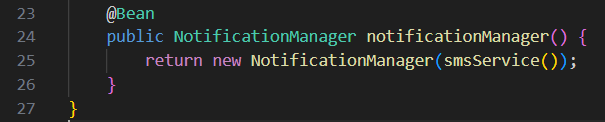 23 @Bean
24 public NotificationManager notificationManager() {
25 return new NotificationManager(smsService());
26 }
27 }